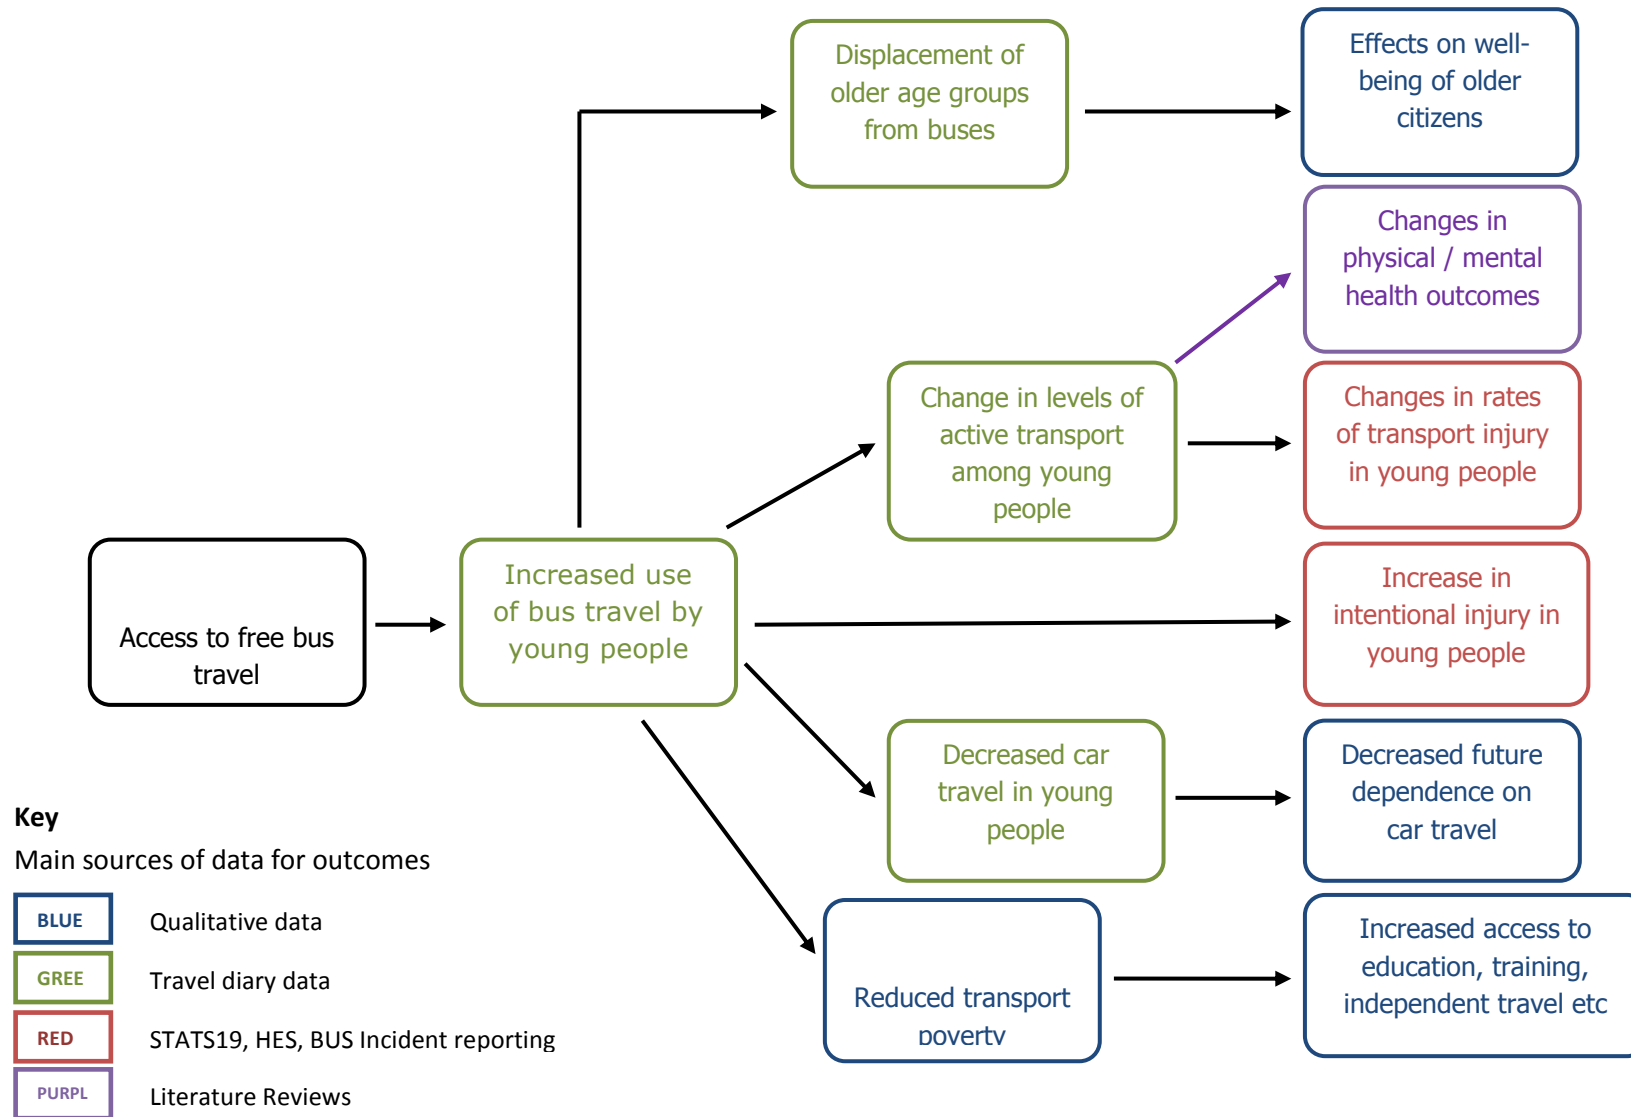 Displacement of
older age groups
from buses
Effects on well-
being of older
citizens
Changes in
physical / mental
health outcomes
Change in levels of
active transport
among young
people
Changes in rates
of transport injury
in young people
Access to free bus
travel
Increased use
of bus travel by
young people
Increase in
intentional injury in
young people
Decreased car
travel in young
people
Decreased future
dependence on
car travel
Reduced transport
poverty
Increased access to
education, training,
independent travel etc
Key
Main sources of data for outcomes
BLUE Qualitative data
GREE Travel diary data
RED STATS19, HES, BUS Incident reporting
PURPL Literature Reviews